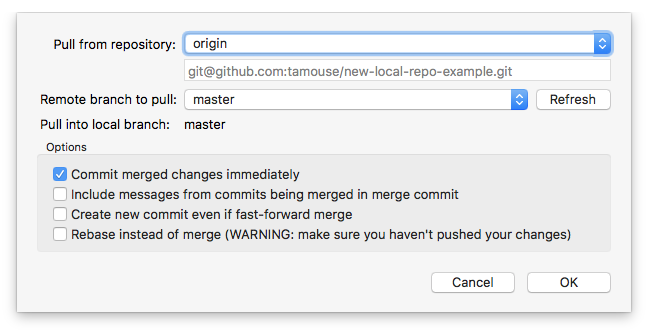 Pull from repository: origin
git@github.com:tamouse/new-local-repo-example.git
Remote branch to pull: master Refresh
Pull into local branch: master
Options
Commit merged changes immediately
Include messages from commits being merged in merge commit
Create new commit even if fast-forward merge
Rebase instead of merge (WARNING: make sure you haven't pushed your changes)
Cancel OK